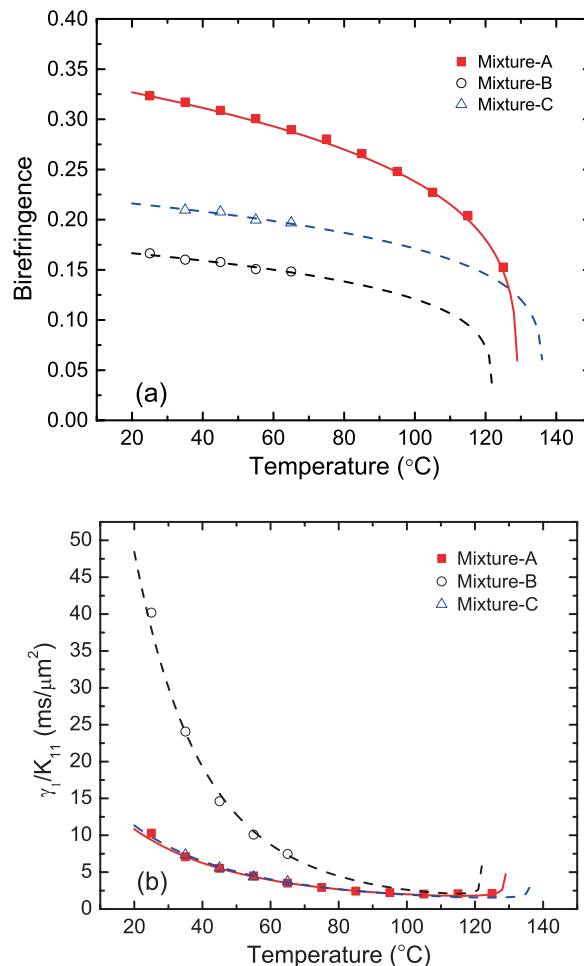 0.40
0.35
0.30
0.25
0.20
0.15
0.10
0.05
0.00
Birefringence
Mixture-A
Mixture-B
Mixture-C
(a)
20 40 60 80 100 120 140
Temperature (°C)
50
45
40
35
30
25
20
15
10
5
0
γ₁/K₁₁ (ms/μm²)
Mixture-A
Mixture-B
Mixture-C
(b)
20 40 60 80 100 120 140
Temperature (°C)